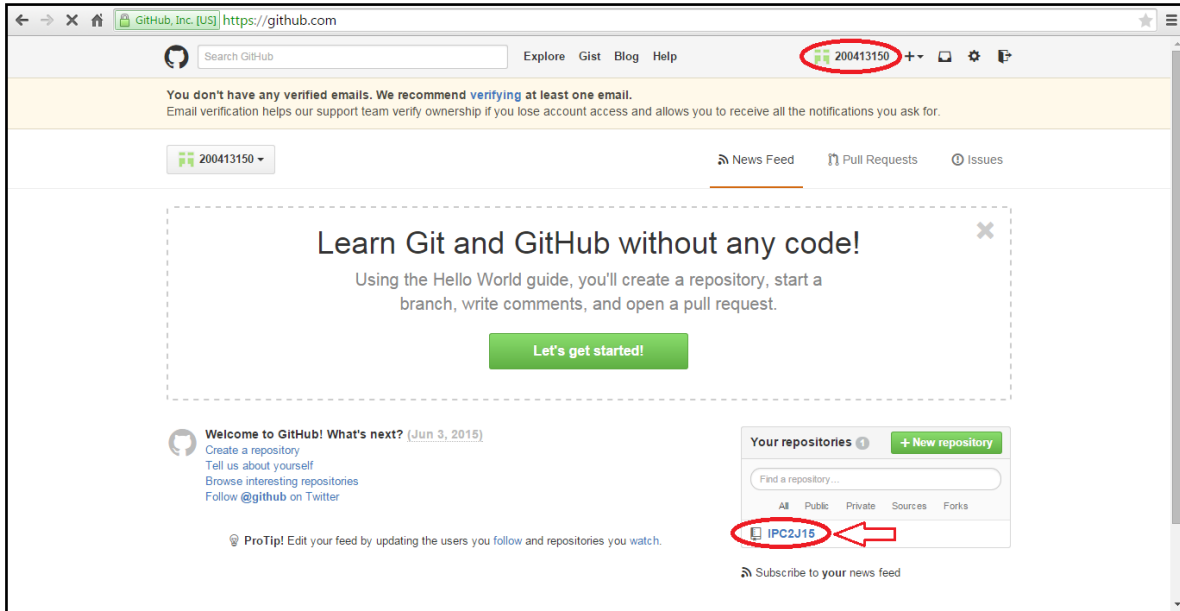 GitHub, Inc. [US] https://github.com
Search GitHub Explore Gist Blog Help 200413150
You don't have any verified emails. We recommend verifying at least one email.
Email verification helps our support team verify ownership if you lose account access and allows you to receive all the notifications you ask for.
200413150 News Feed Pull Requests Issues
Learn Git and GitHub without any code!
Using the Hello World guide, you'll create a repository, start a
branch, write comments, and open a pull request.
Let's get started!
Welcome to GitHub! What's next? (Jun 3, 2015)
Create a repository
Tell us about yourself
Browse interesting repositories
Follow @github on Twitter
ProTip! Edit your feed by updating the users you follow and repositories you watch.
Your repositories 1 + New repository
Find a repository...
All Public Private Sources Forks
IPC2J15
Subscribe to your news feed